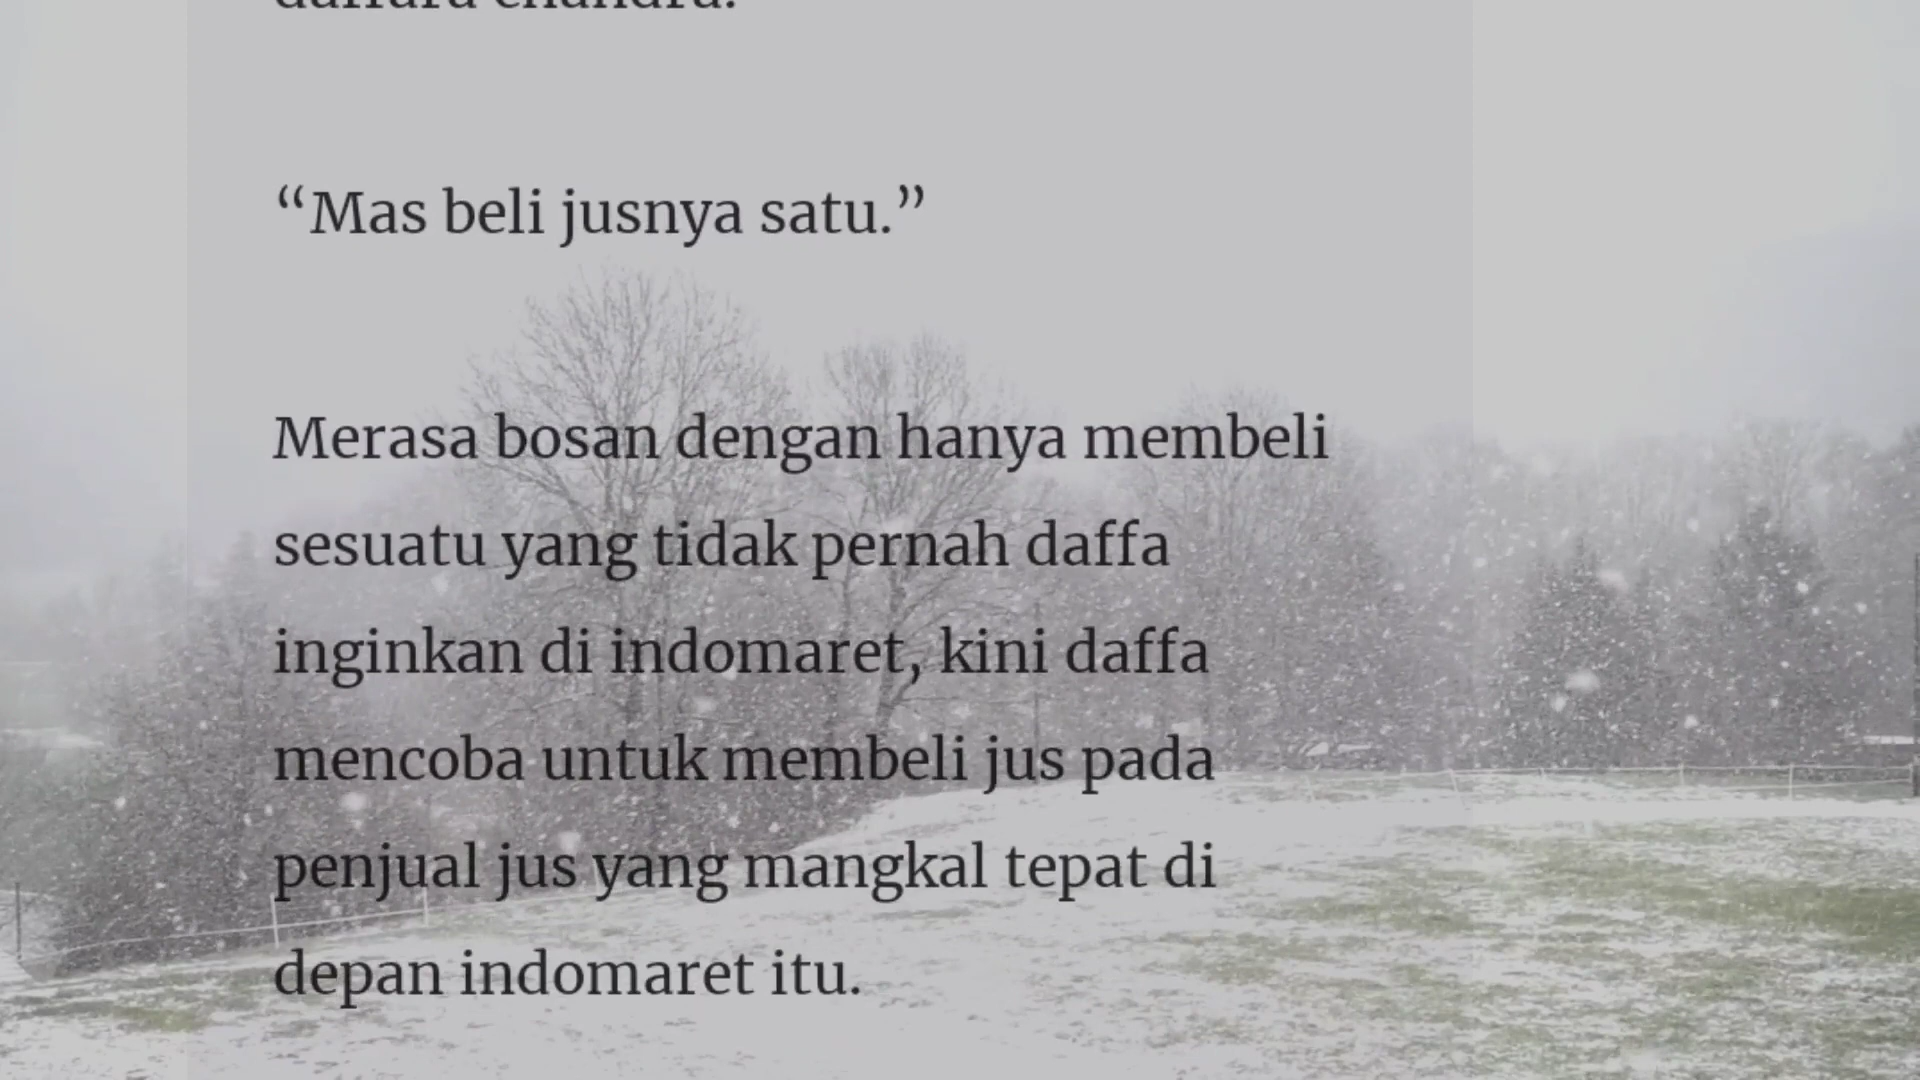 “Mas beli jusnya satu.”
Merasa bosan dengan hanya membeli
sesuatu yang tidak pernah daffa
inginkan di indomaret, kini daffa
mencoba untuk membeli jus pada
penjual jus yang mangkal tepat di
depan indomaret itu.